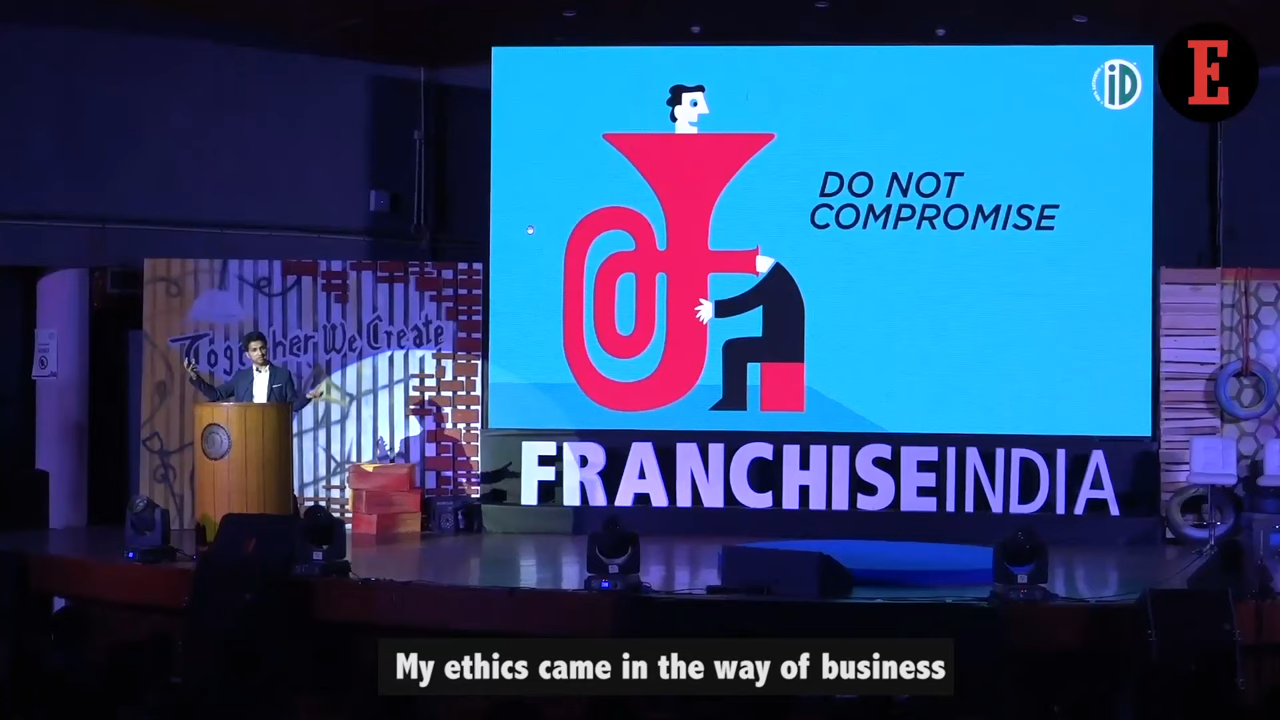 E
iD
DO NOT
COMPROMISE
Together We Create
FRANCHISEINDIA
My ethics came in the way of business